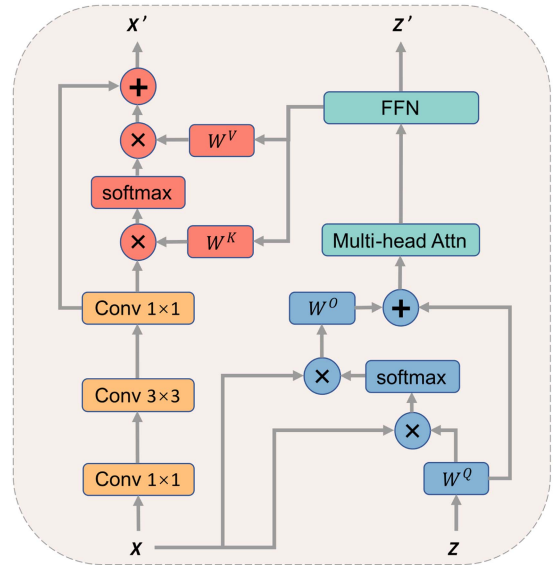 X′
Z′
+
FFN
×
W^V
softmax
×
W^K
Multi-head Attn
Conv 1×1
W^O
+
×
softmax
Conv 3×3
×
Conv 1×1
W^Q
X
Z